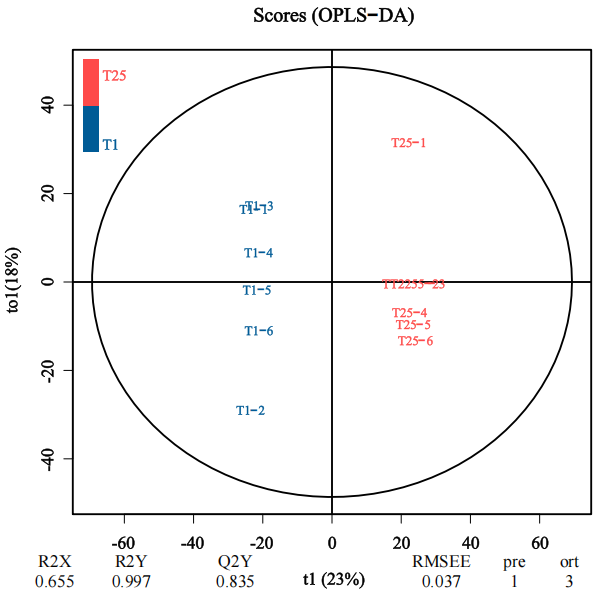 Scores (OPLS−DA)
T25
T1
to1(18%)
40
20
0
-20
-40
T25−1
T1−3
T1−1
T1−4
T1−5
T25−4
T25−5
T1−6
T25−6
T1−2
-60 -40 -20 0 20 40 60
R2X R2Y Q2Y RMSEE pre ort
0.655 0.997 0.835 t1 (23%) 0.037 1 3